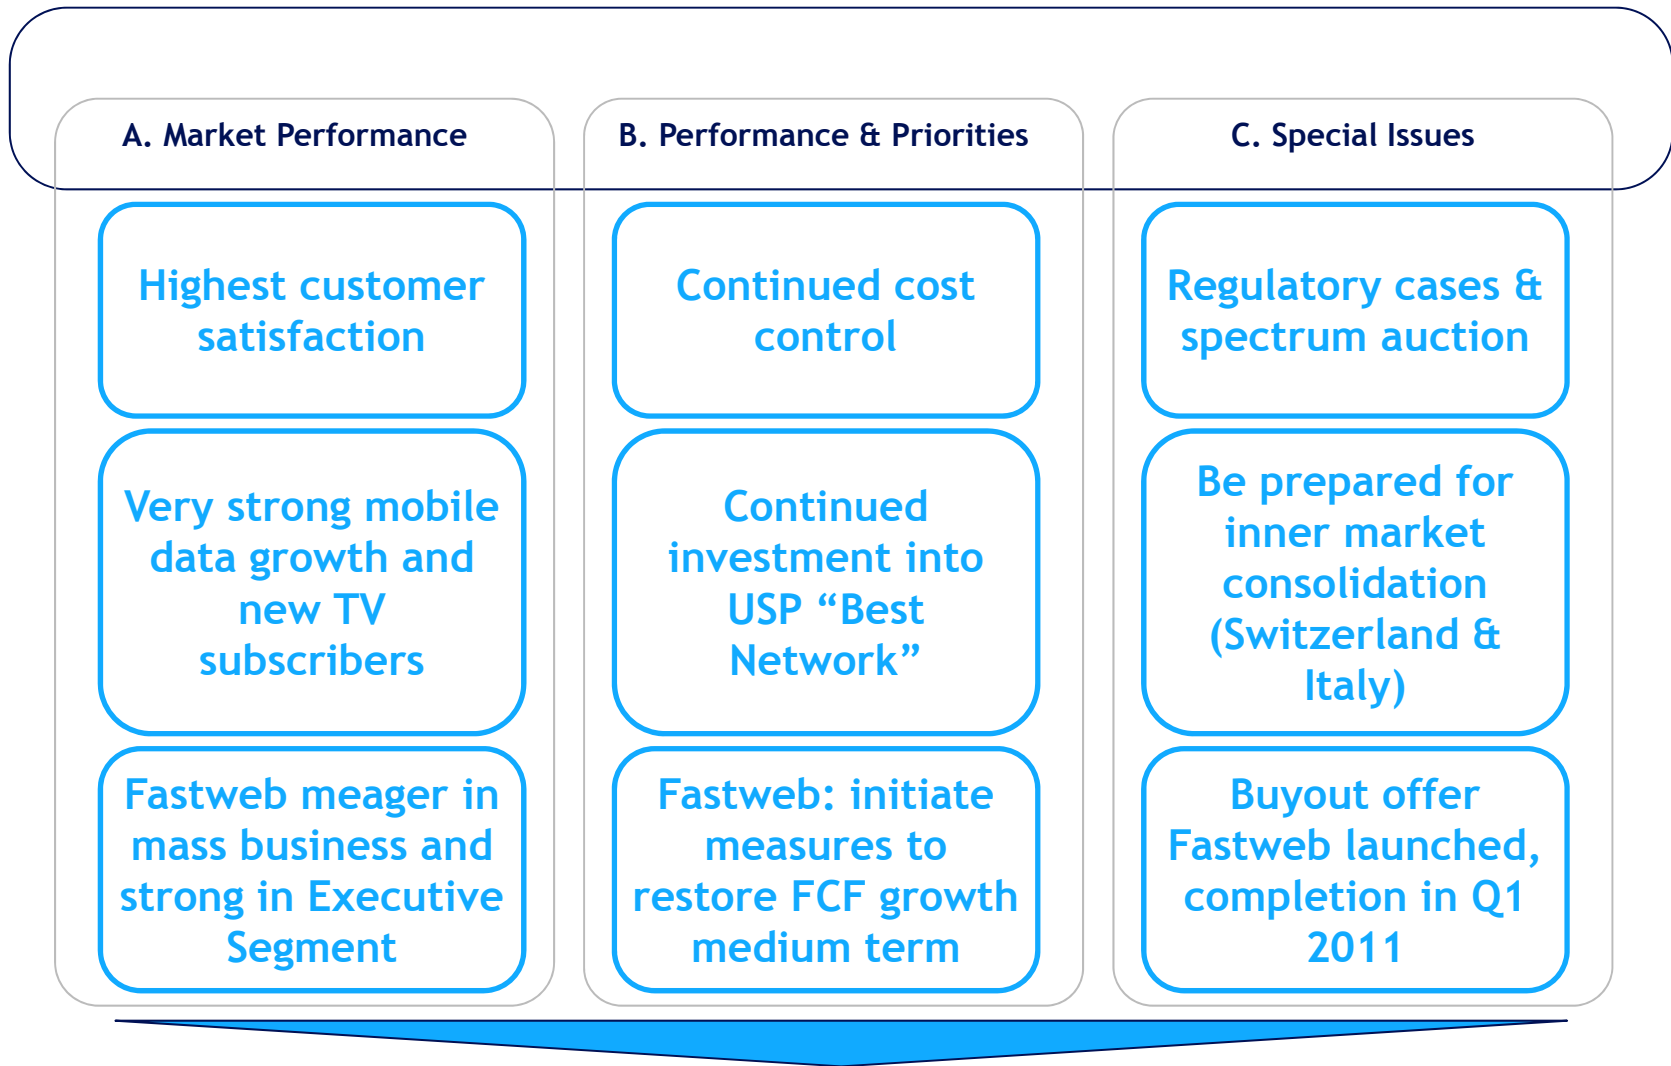 A. Market Performance
Highest customer
satisfaction
Very strong mobile
data growth and
new TV
subscribers
Fastweb meager in
mass business and
strong in Executive
Segment
B. Performance & Priorities
Continued cost
control
Continued
investment into
USP “Best
Network”
Fastweb: initiate
measures to
restore FCF growth
medium term
C. Special Issues
Regulatory cases &
spectrum auction
Be prepared for
inner market
consolidation
(Switzerland &
Italy)
Buyout offer
Fastweb launched,
completion in Q1
2011